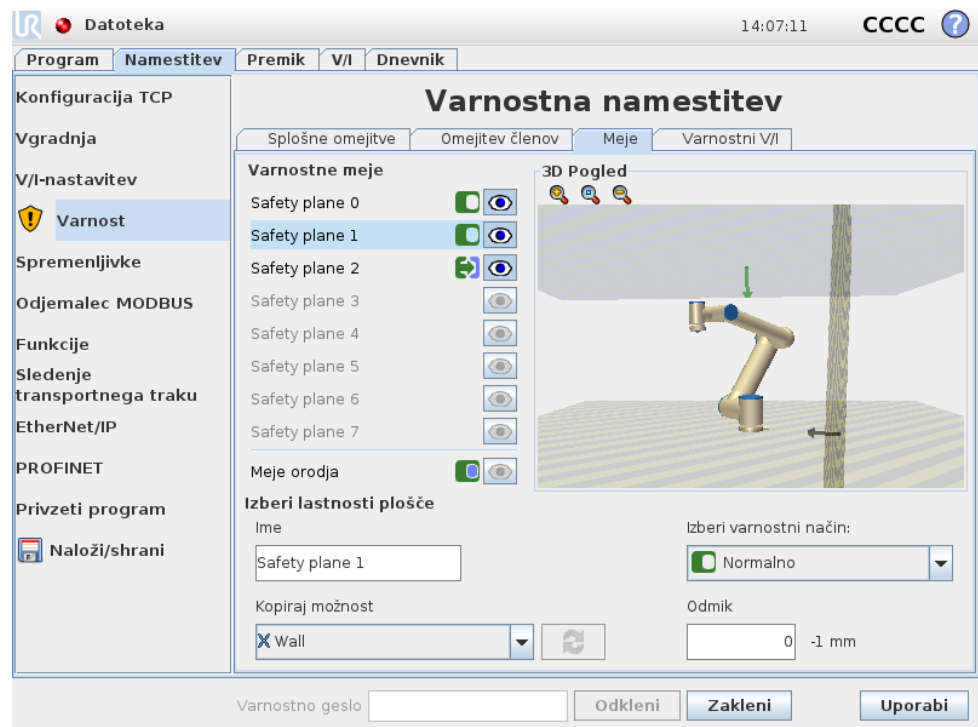 UR Datoteka 14:07:11 CCCC ?
Program Namestitev Premik V/I Dnevnik
Konfiguracija TCP
Vgradnja
V/I-nastavitev
Varnost
Spremenljivke
Odjemalec MODBUS
Funkcije
Sledenje
transportnega traku
EtherNet/IP
PROFINET
Privzeti program
Naloži/shrani
Varnostna namestitev
Splošne omejitve Omejitev členov Meje Varnostni V/I
Varnostne meje
Safety plane 0
Safety plane 1
Safety plane 2
Safety plane 3
Safety plane 4
Safety plane 5
Safety plane 6
Safety plane 7
Meje orodja
3D Pogled
Izberi lastnosti plošče
Ime
Safety plane 1
Kopiraj možnost
Wall
Izberi varnostni način:
Normalno
Odmik
0 -1 mm
Varnostno geslo Odkleni Zakleni Uporabi